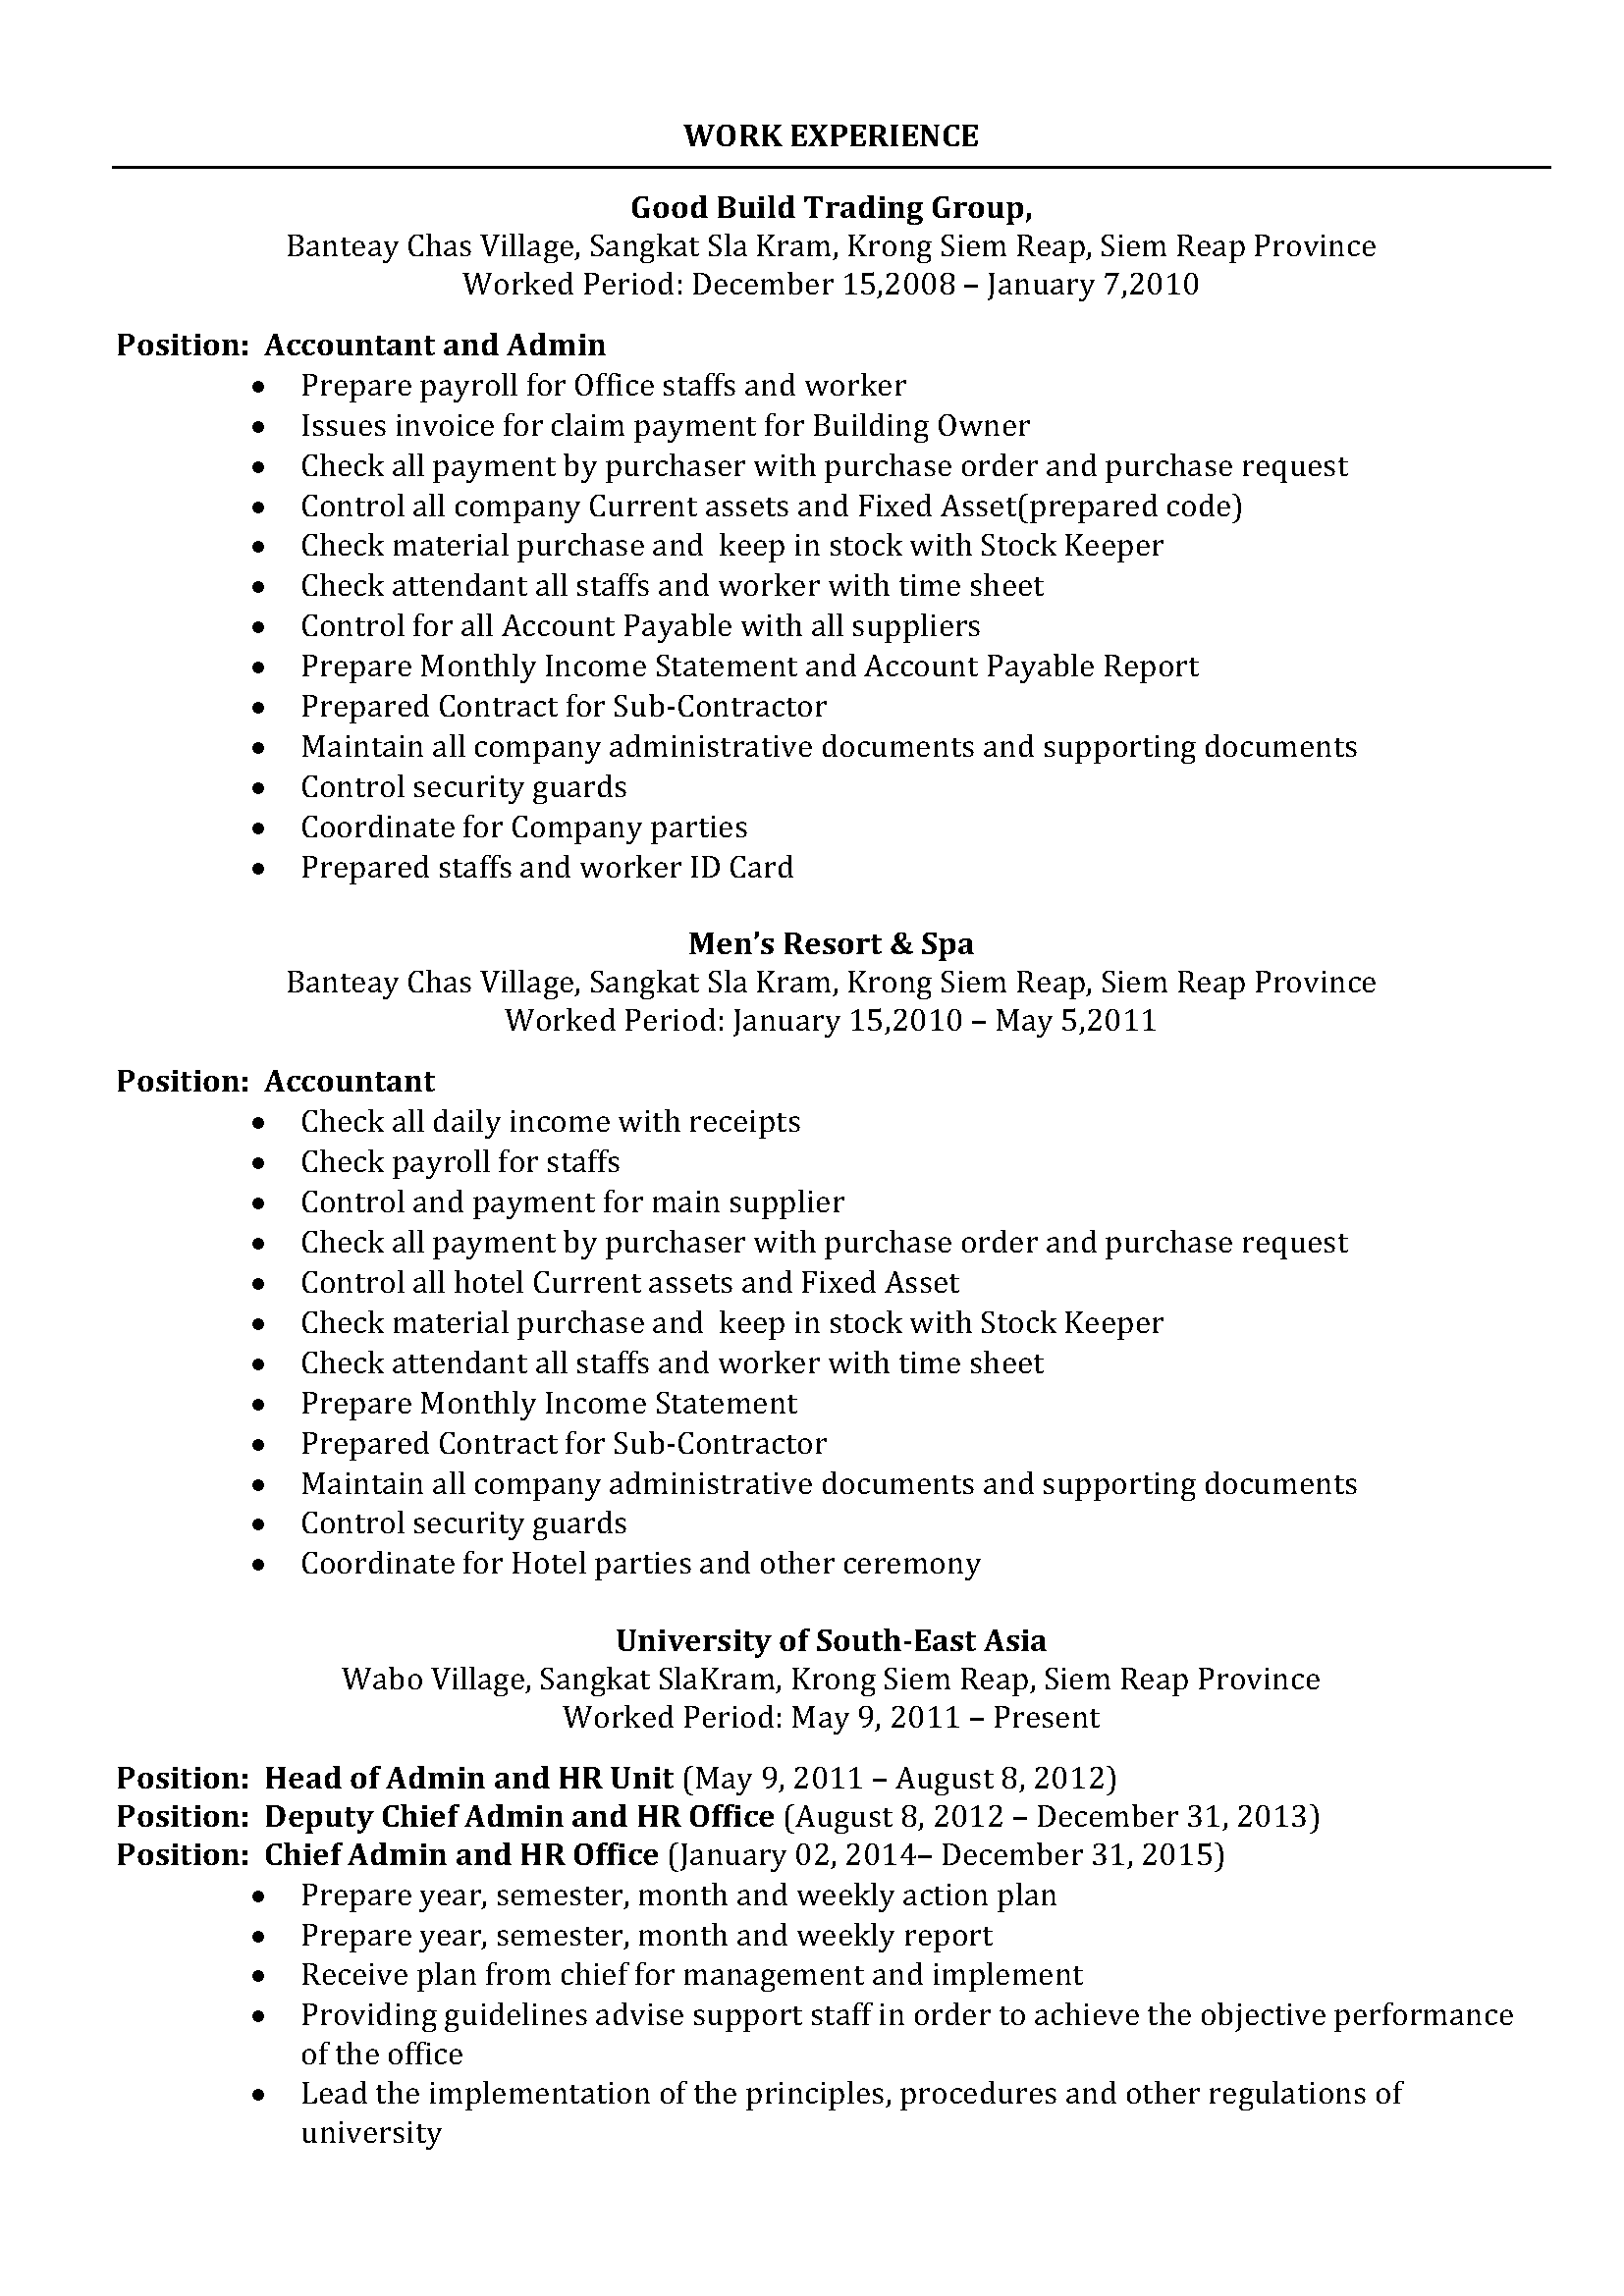 WORK EXPERIENCE
Good Build Trading Group,
Banteay Chas Village, Sangkat Sla Kram, Krong Siem Reap, Siem Reap Province
Worked Period: December 15,2008 – January 7,2010
Position: Accountant and Admin
• Prepare payroll for Office staffs and worker
• Issues invoice for claim payment for Building Owner
• Check all payment by purchaser with purchase order and purchase request
• Control all company Current assets and Fixed Asset(prepared code)
• Check material purchase and  keep in stock with Stock Keeper
• Check attendant all staffs and worker with time sheet
• Control for all Account Payable with all suppliers
• Prepare Monthly Income Statement and Account Payable Report
• Prepared Contract for Sub-Contractor
• Maintain all company administrative documents and supporting documents
• Control security guards
• Coordinate for Company parties
• Prepared staffs and worker ID Card
Men’s Resort & Spa
Banteay Chas Village, Sangkat Sla Kram, Krong Siem Reap, Siem Reap Province
Worked Period: January 15,2010 – May 5,2011
Position: Accountant
• Check all daily income with receipts
• Check payroll for staffs
• Control and payment for main supplier
• Check all payment by purchaser with purchase order and purchase request
• Control all hotel Current assets and Fixed Asset
• Check material purchase and  keep in stock with Stock Keeper
• Check attendant all staffs and worker with time sheet
• Prepare Monthly Income Statement
• Prepared Contract for Sub-Contractor
• Maintain all company administrative documents and supporting documents
• Control security guards
• Coordinate for Hotel parties and other ceremony
University of South-East Asia
Wabo Village, Sangkat SlaKram, Krong Siem Reap, Siem Reap Province
Worked Period: May 9, 2011 – Present
Position: Head of Admin and HR Unit (May 9, 2011 – August 8, 2012)
Position: Deputy Chief Admin and HR Office (August 8, 2012 – December 31, 2013)
Position: Chief Admin and HR Office (January 02, 2014– December 31, 2015)
• Prepare year, semester, month and weekly action plan
• Prepare year, semester, month and weekly report
• Receive plan from chief for management and implement
• Providing guidelines advise support staff in order to achieve the objective performance
of the office
• Lead the implementation of the principles, procedures and other regulations of
university